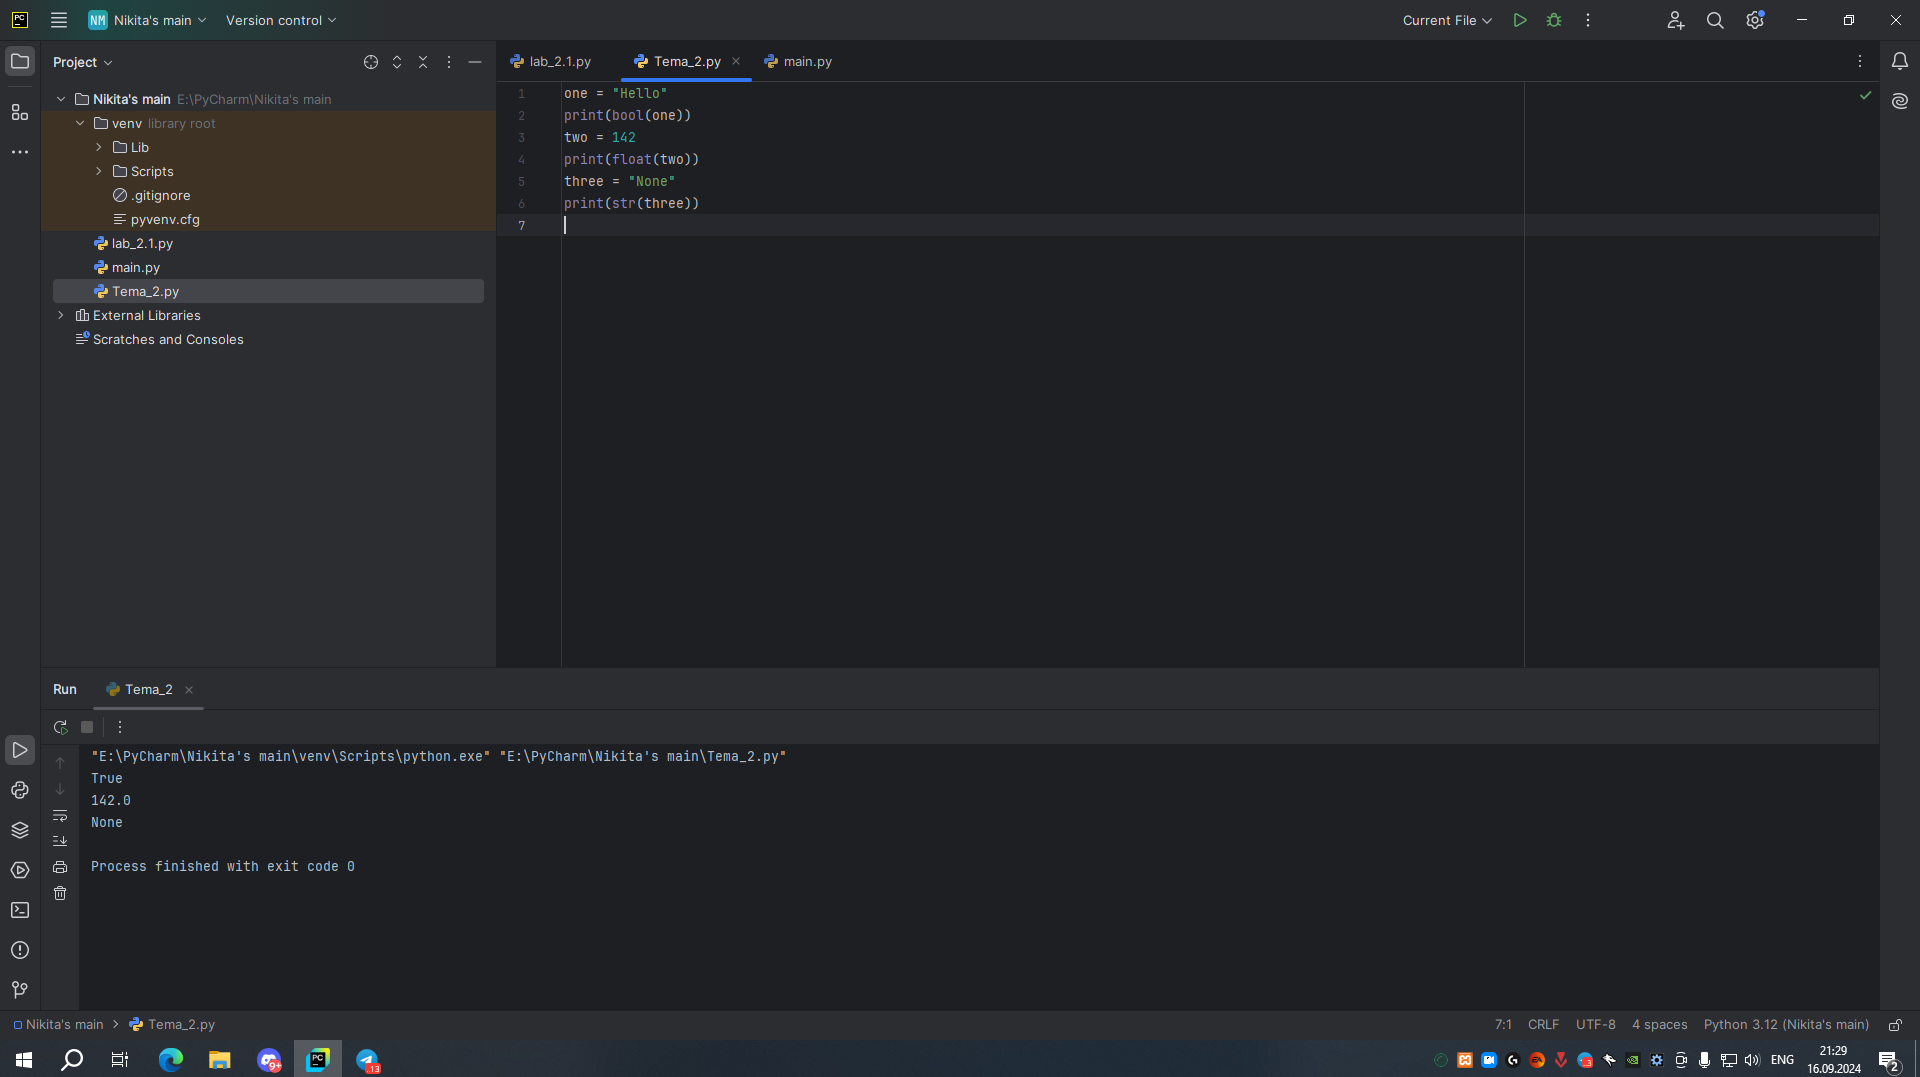 NM Nikita's main Version control Current File
Project
lab_2.1.py Tema_2.py main.py
Nikita's main E:\PyCharm\Nikita's main
venv library root
Lib
Scripts
.gitignore
pyvenv.cfg
lab_2.1.py
main.py
Tema_2.py
External Libraries
Scratches and Consoles
1 one = "Hello"
2 print(bool(one))
3 two = 142
4 print(float(two))
5 three = "None"
6 print(str(three))
7
Run Tema_2
"E:\PyCharm\Nikita's main\venv\Scripts\python.exe" "E:\PyCharm\Nikita's main\Tema_2.py"
True
142.0
None
Process finished with exit code 0
Nikita's main Tema_2.py 7:1 CRLF UTF-8 4 spaces Python 3.12 (Nikita's main)
ENG 21:29
16.09.2024